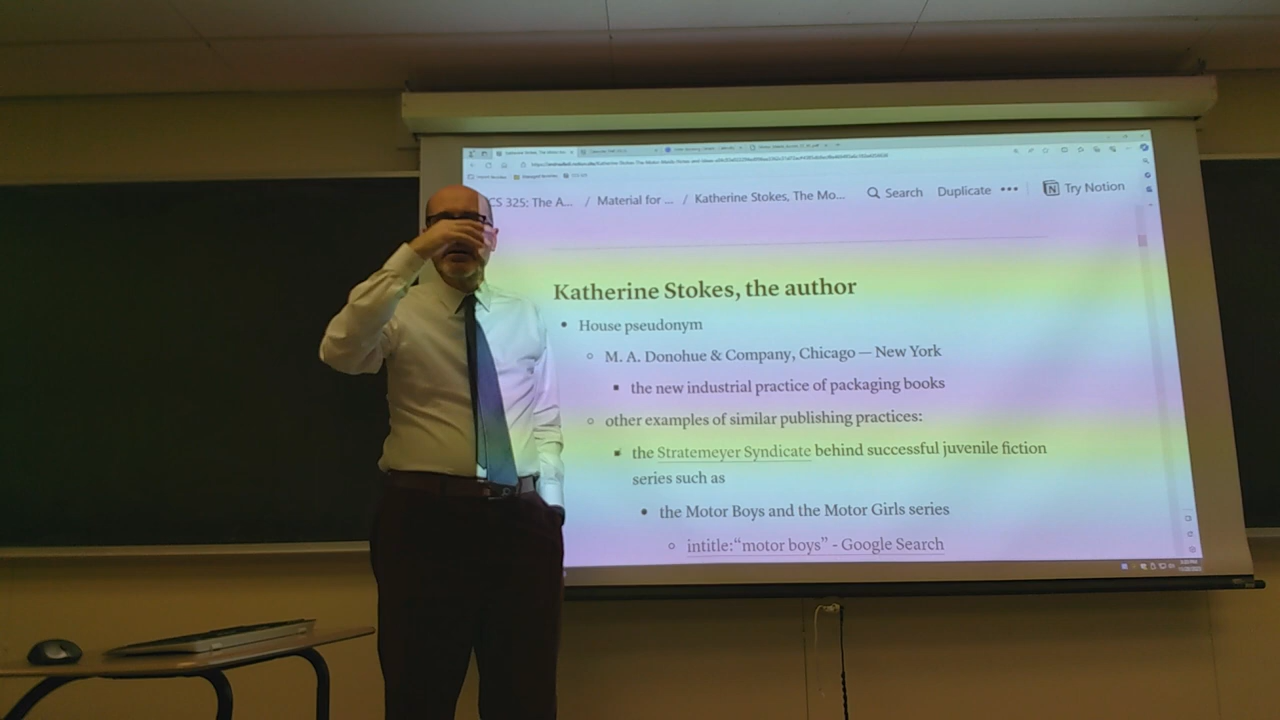 CS 325: The A... / Material for ... / Katherine Stokes, The Mo... Search Duplicate ••• Try Notion
Katherine Stokes, the author
• House pseudonym
◦ M. A. Donohue & Company, Chicago — New York
▪ the new industrial practice of packaging books
◦ other examples of similar publishing practices:
▪ the Stratemeyer Syndicate behind successful juvenile fiction
series such as
• the Motor Boys and the Motor Girls series
◦ intitle:“motor boys” - Google Search